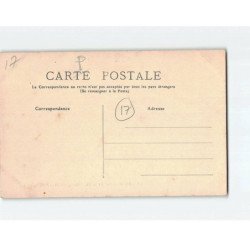 17 P
CARTE POSTALE
La Correspondance au recto n'est pas acceptée par tous les pays étrangers
(Se renseigner à la Poste)
Correspondance
Adresse
17